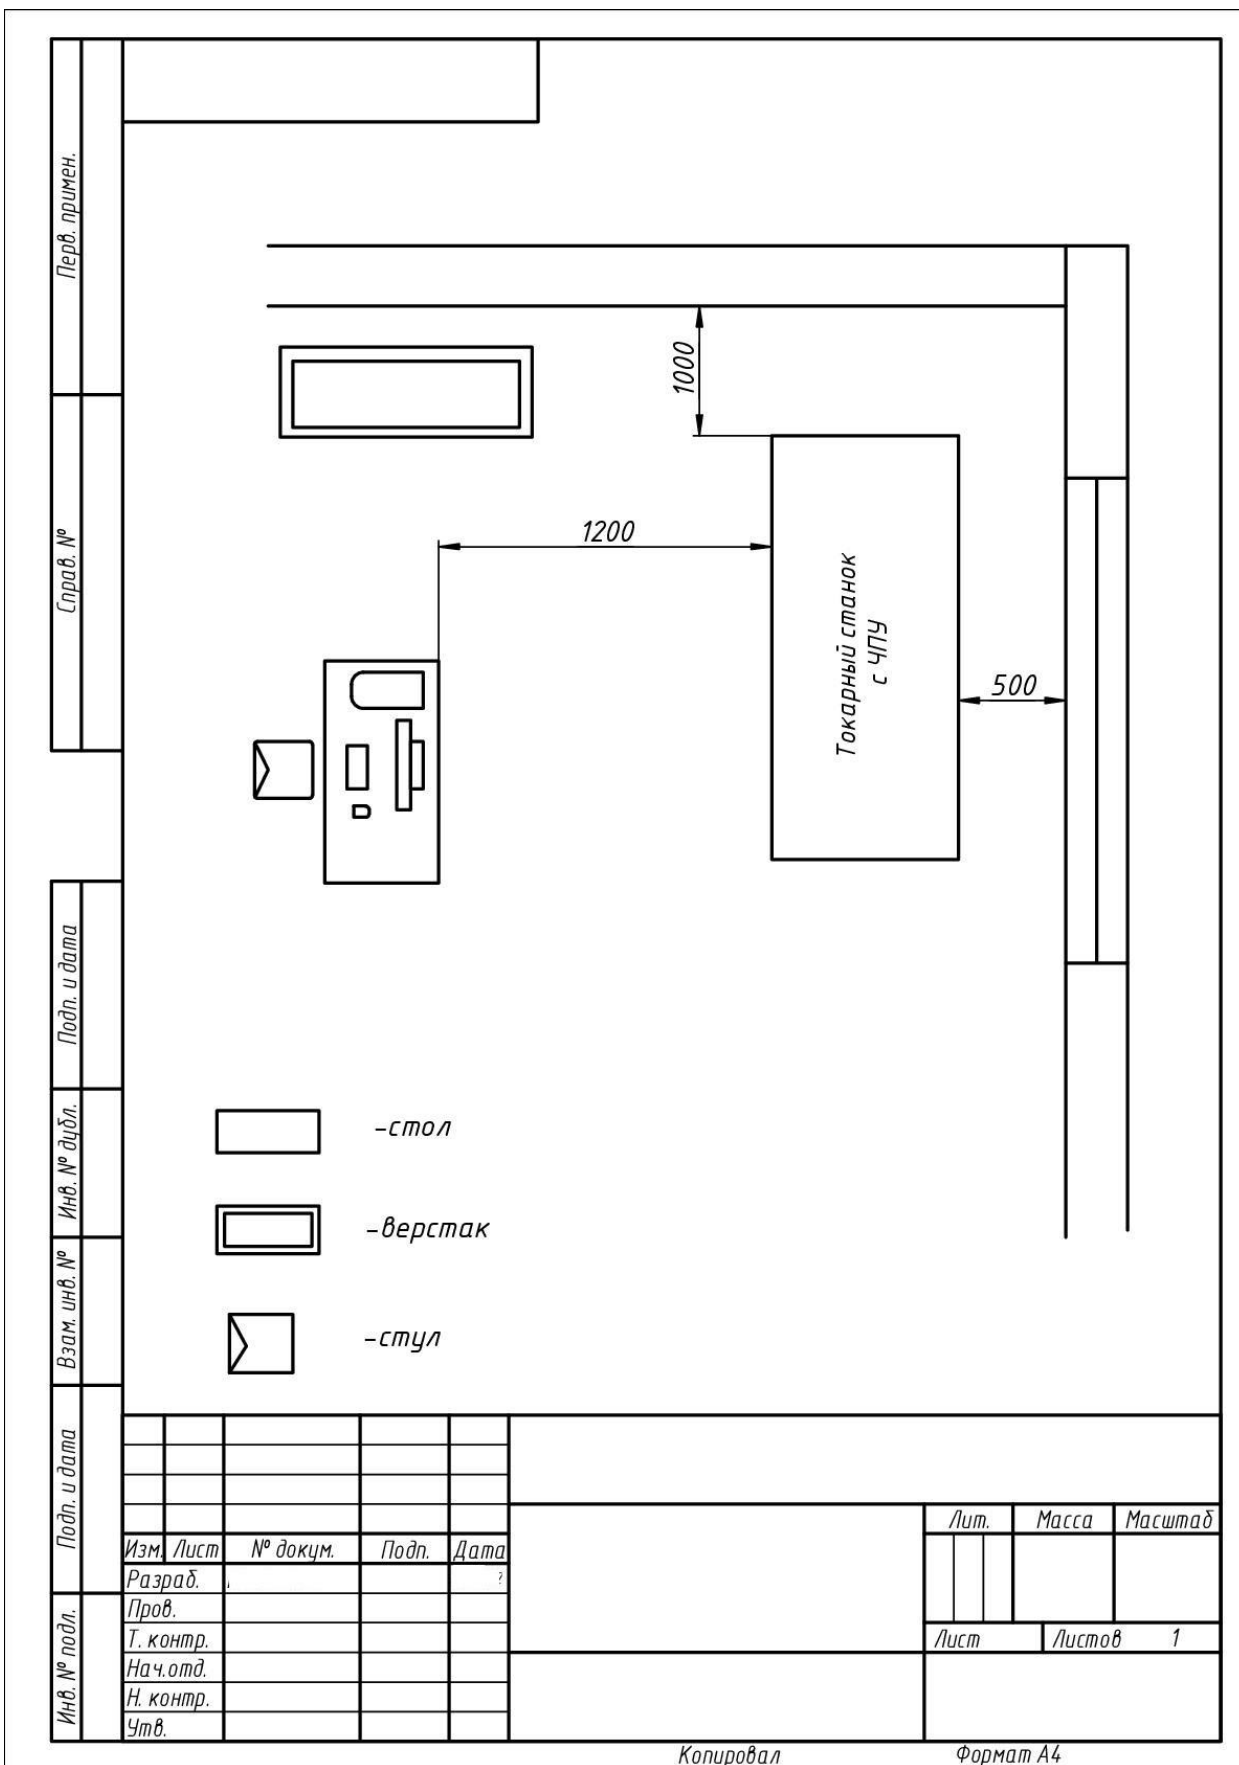 Перв. примен.
Справ. №
Подп. и дата
Инв. № дубл.
Взам. инв. №
Подп. и дата
Инв. № подл.
1000
1200
Токарный станок
с ЧПУ
500
-стол
-верстак
-стул
Изм. Лист № докум. Подп. Дата
Разраб.
Пров.
Т. контр.
Нач.отд.
Н. контр.
Утв.
Лит. Масса Масштаб
Лист Листов 1
Копировал Формат А4